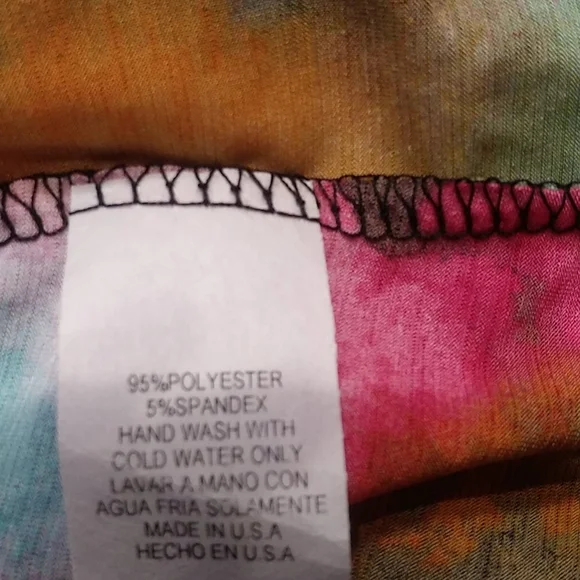 95%POLYESTER
5%SPANDEX
HAND WASH WITH
COLD WATER ONLY
LAVAR A MANO CON
AGUA FRIA SOLAMENTE
MADE IN U.S.A
HECHO EN U.S.A